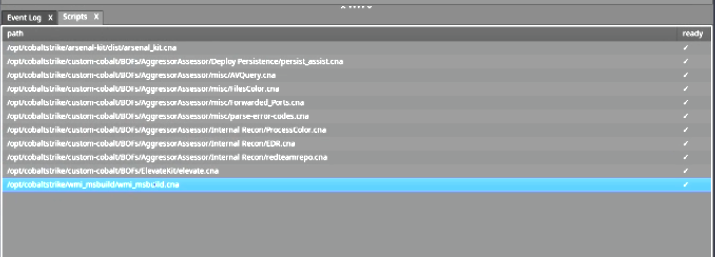 Event Log X Scripts X
path ready
/opt/cobaltstrike/arsenal-kit/dist/arsenal_kit.cna ✓
/opt/cobaltstrike/custom-cobalt/BOFs/AggressorAssessor/Deploy Persistence/persist_assist.cna ✓
/opt/cobaltstrike/custom-cobalt/BOFs/AggressorAssessor/misc/AVQuery.cna ✓
/opt/cobaltstrike/custom-cobalt/BOFs/AggressorAssessor/misc/FilesColor.cna ✓
/opt/cobaltstrike/custom-cobalt/BOFs/AggressorAssessor/misc/Forwarded_Ports.cna ✓
/opt/cobaltstrike/custom-cobalt/BOFs/AggressorAssessor/misc/parse-error-codes.cna ✓
/opt/cobaltstrike/custom-cobalt/BOFs/AggressorAssessor/Internal Recon/ProcessColor.cna ✓
/opt/cobaltstrike/custom-cobalt/BOFs/AggressorAssessor/Internal Recon/EDR.cna ✓
/opt/cobaltstrike/custom-cobalt/BOFs/AggressorAssessor/Internal Recon/redteamrepo.cna ✓
/opt/cobaltstrike/custom-cobalt/BOFs/ElevateKit/elevate.cna ✓
/opt/cobaltstrike/wmi_msbuild/wmi_msbuild.cna ✓